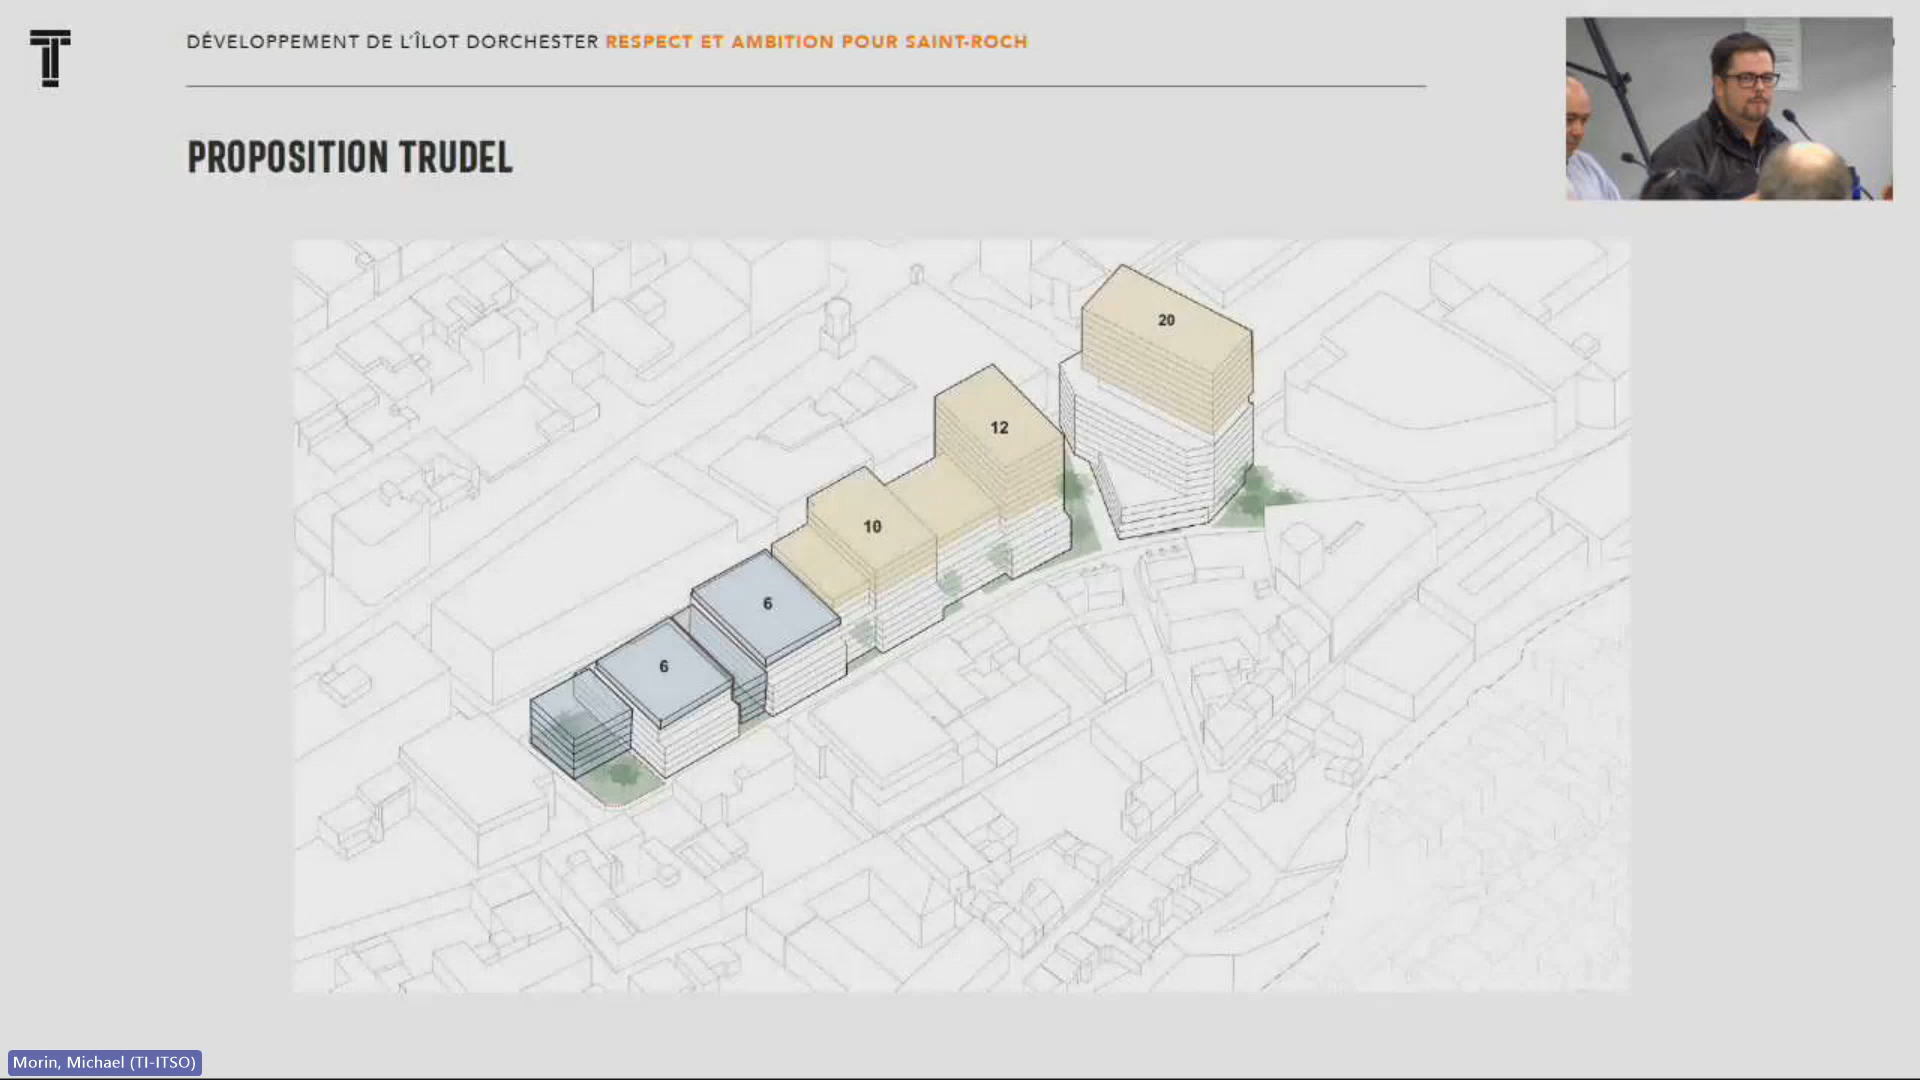 DÉVELOPPEMENT DE L'ÎLOT DORCHESTER RESPECT ET AMBITION POUR SAINT-ROCH
PROPOSITION TRUDEL
20
12
10
6
6
Morin, Michael (TI-ITSO)